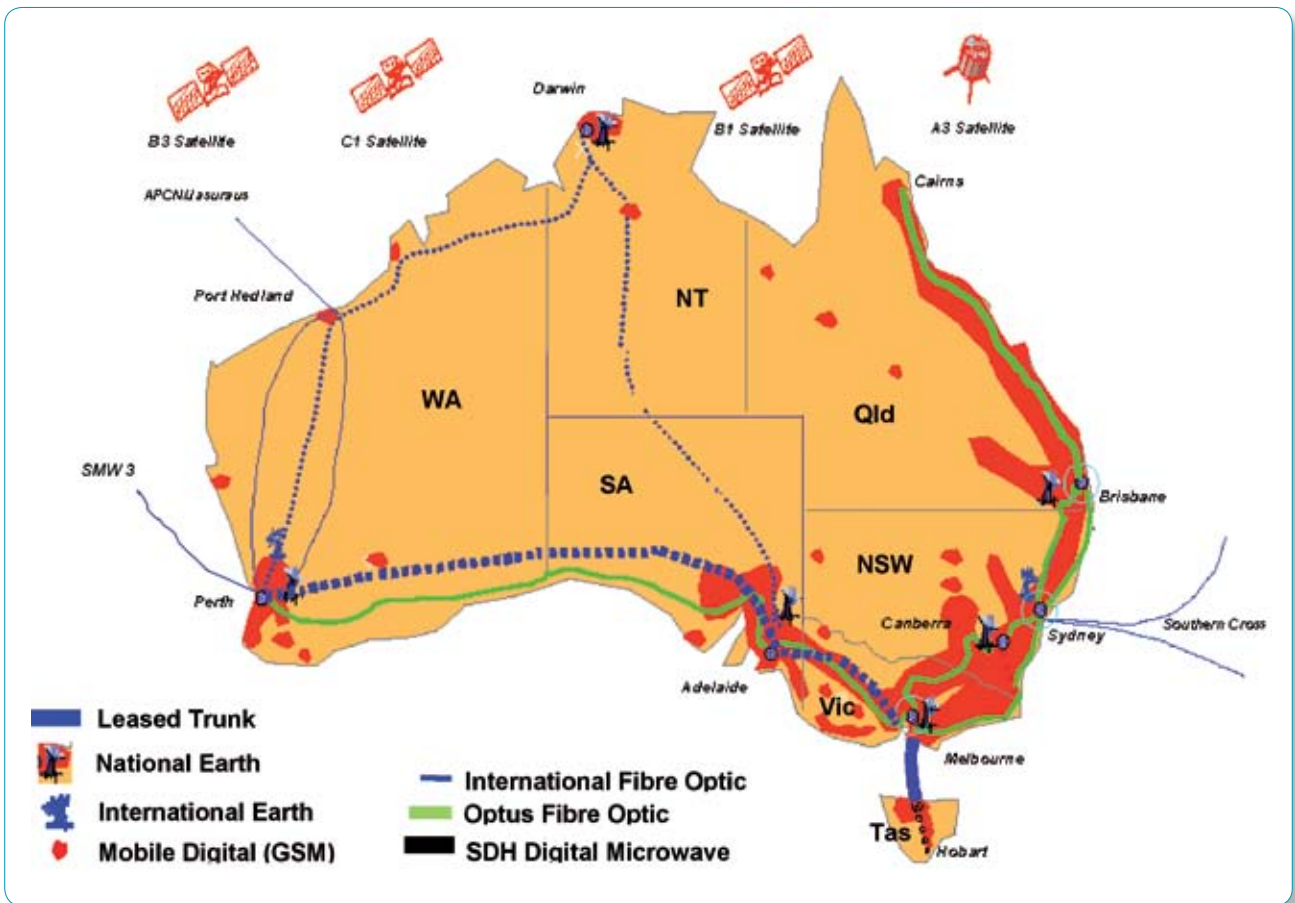 Darwin
B3 Satellite
C1 Satellite
B1 Satellite
A3 Satellite
Cairns
Port Hedland
NT
WA
Qld
SMW 3
SA
Brisbane
NSW
Perth
Canberra
Sydney
Southern Cross
Adelaide
Vic
Melbourne
Tas
Hobart
Leased Trunk
National Earth
International Earth
Mobile Digital (GSM)
International Fibre Optic
Optus Fibre Optic
SDH Digital Microwave